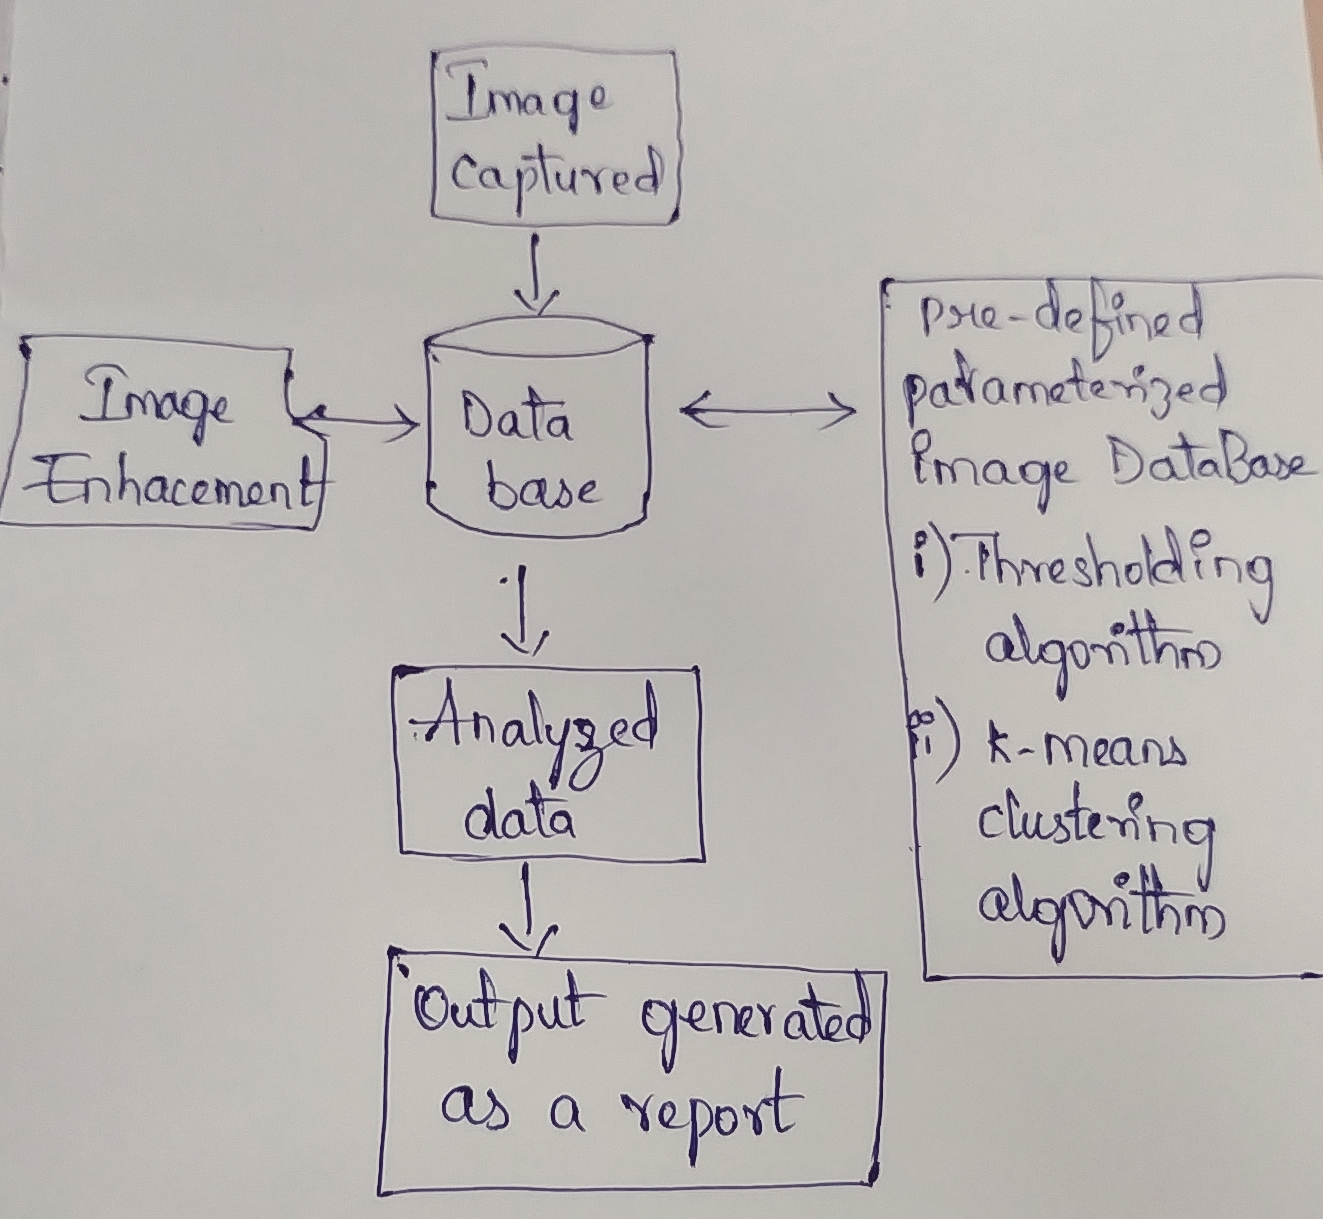 Image
captured
Image
Enhacement
Data
base
pre-defined
parameterized
image DataBase
i) Thresholding
algorithm
ii) k-means
clustering
algorithm
Analyzed
data
Output generated
as a report